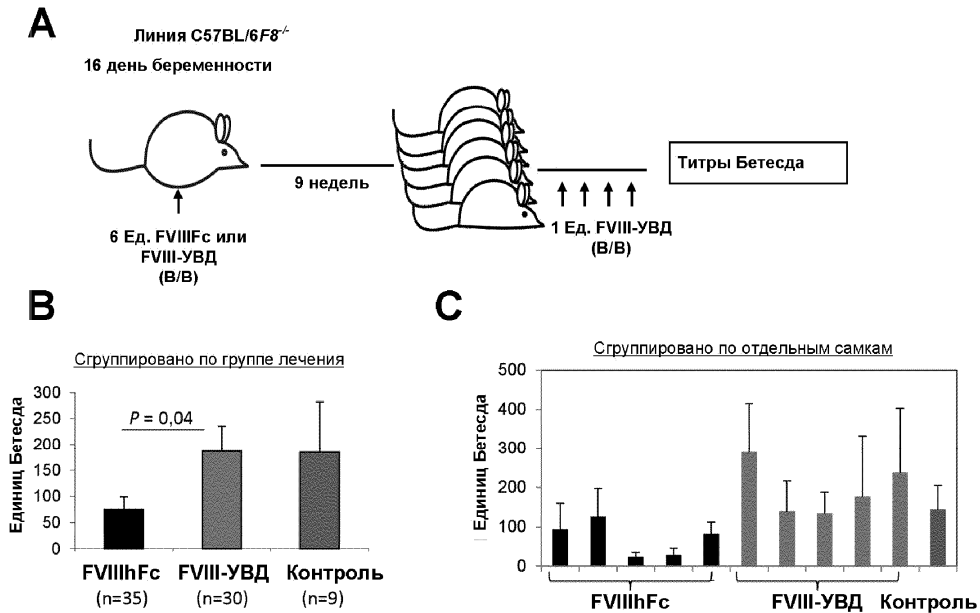 A
Линия C57BL/6F8-/-
16 день беременности
9 недель
6 Ед. FVIIIFc или
FVIII-УВД
(В/В)
1 Ед. FVIII-УВД
(В/В)
Титры Бетесда
B
Сгруппировано по группе лечения
Единиц Бетесда
300
250
200
150
100
50
0
P = 0,04
FVIIIhFc FVIII-УВД Контроль
(n=35) (n=30) (n=9)
C
Сгруппировано по отдельным самкам
Единиц Бетесда
500
400
300
200
100
0
FVIIIhFc FVIII-УВД Контроль